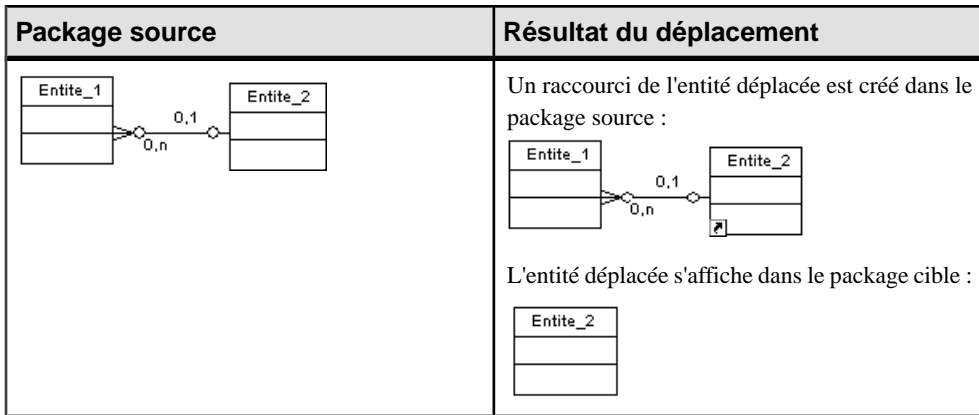 Package source
Résultat du déplacement
Entite_1
Entite_2
0,1
0,n
Un raccourci de l'entité déplacée est créé dans le
package source :
Entite_1
Entite_2
0,1
0,n
L'entité déplacée s'affiche dans le package cible :
Entite_2